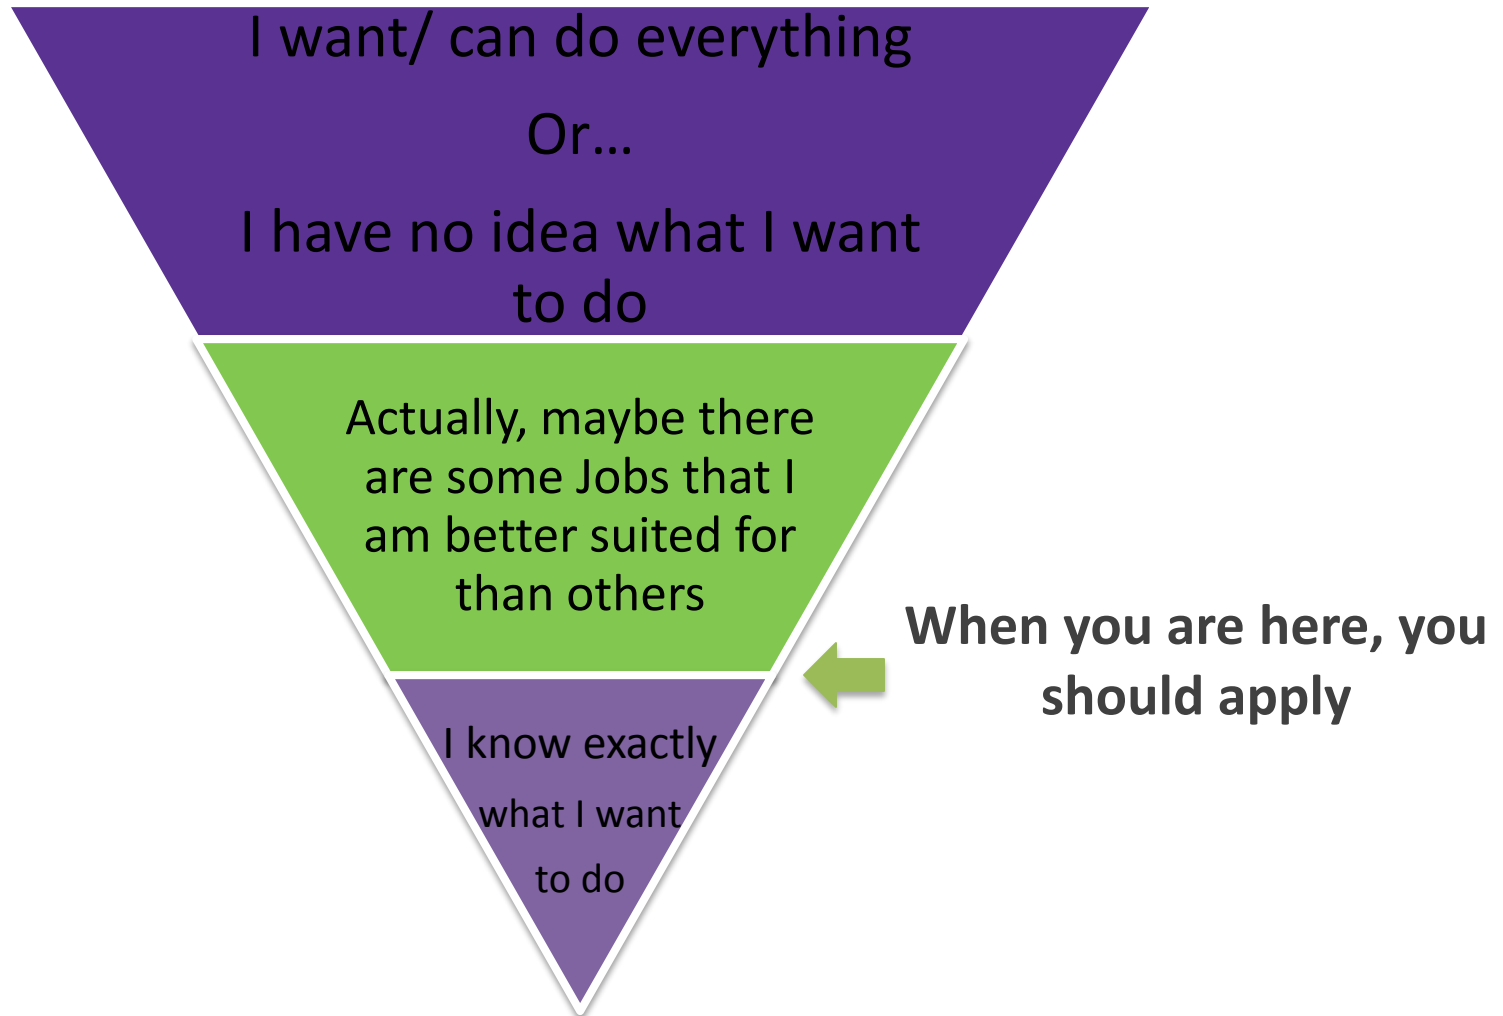 I want/ can do everything
Or…
I have no idea what I want
to do
Actually, maybe there
are some Jobs that I
am better suited for
than others
When you are here, you
should apply
I know exactly
what I want
to do